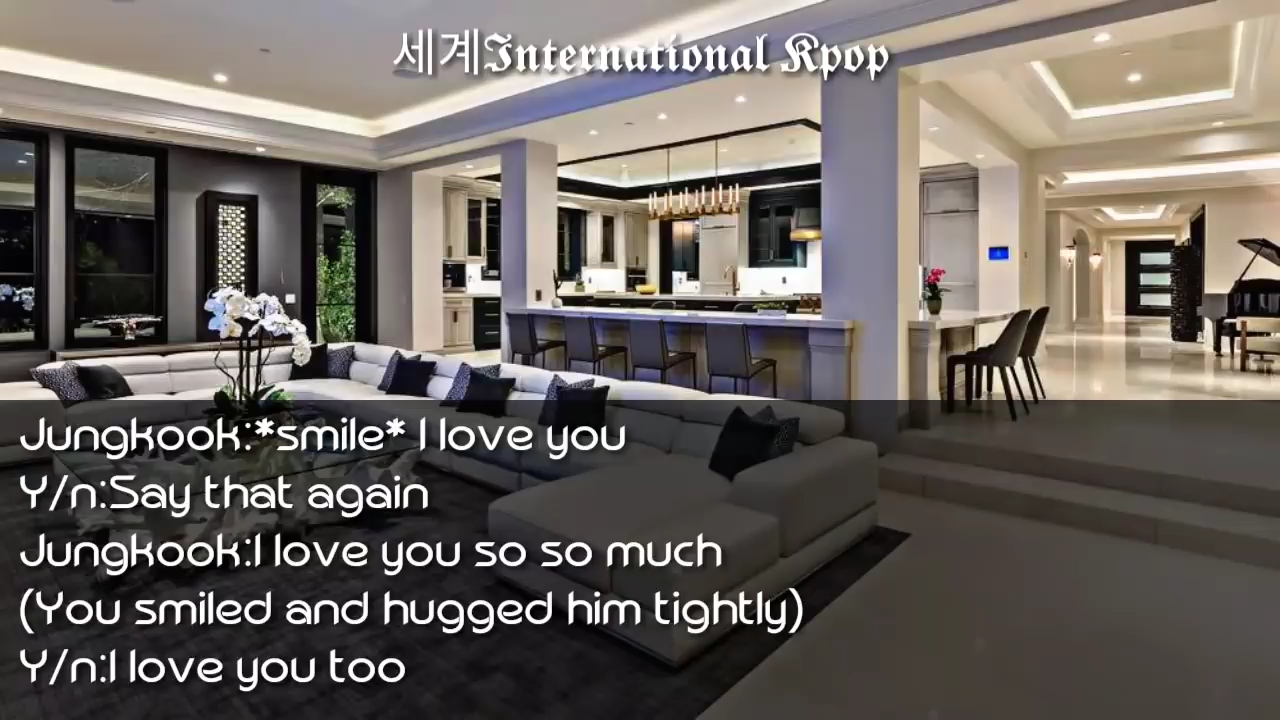 세계International Kpop
Jungkook:*smile* I love you
Y/n:Say that again
Jungkook:I love you so so much
(You smiled and hugged him tightly)
Y/n:I love you too